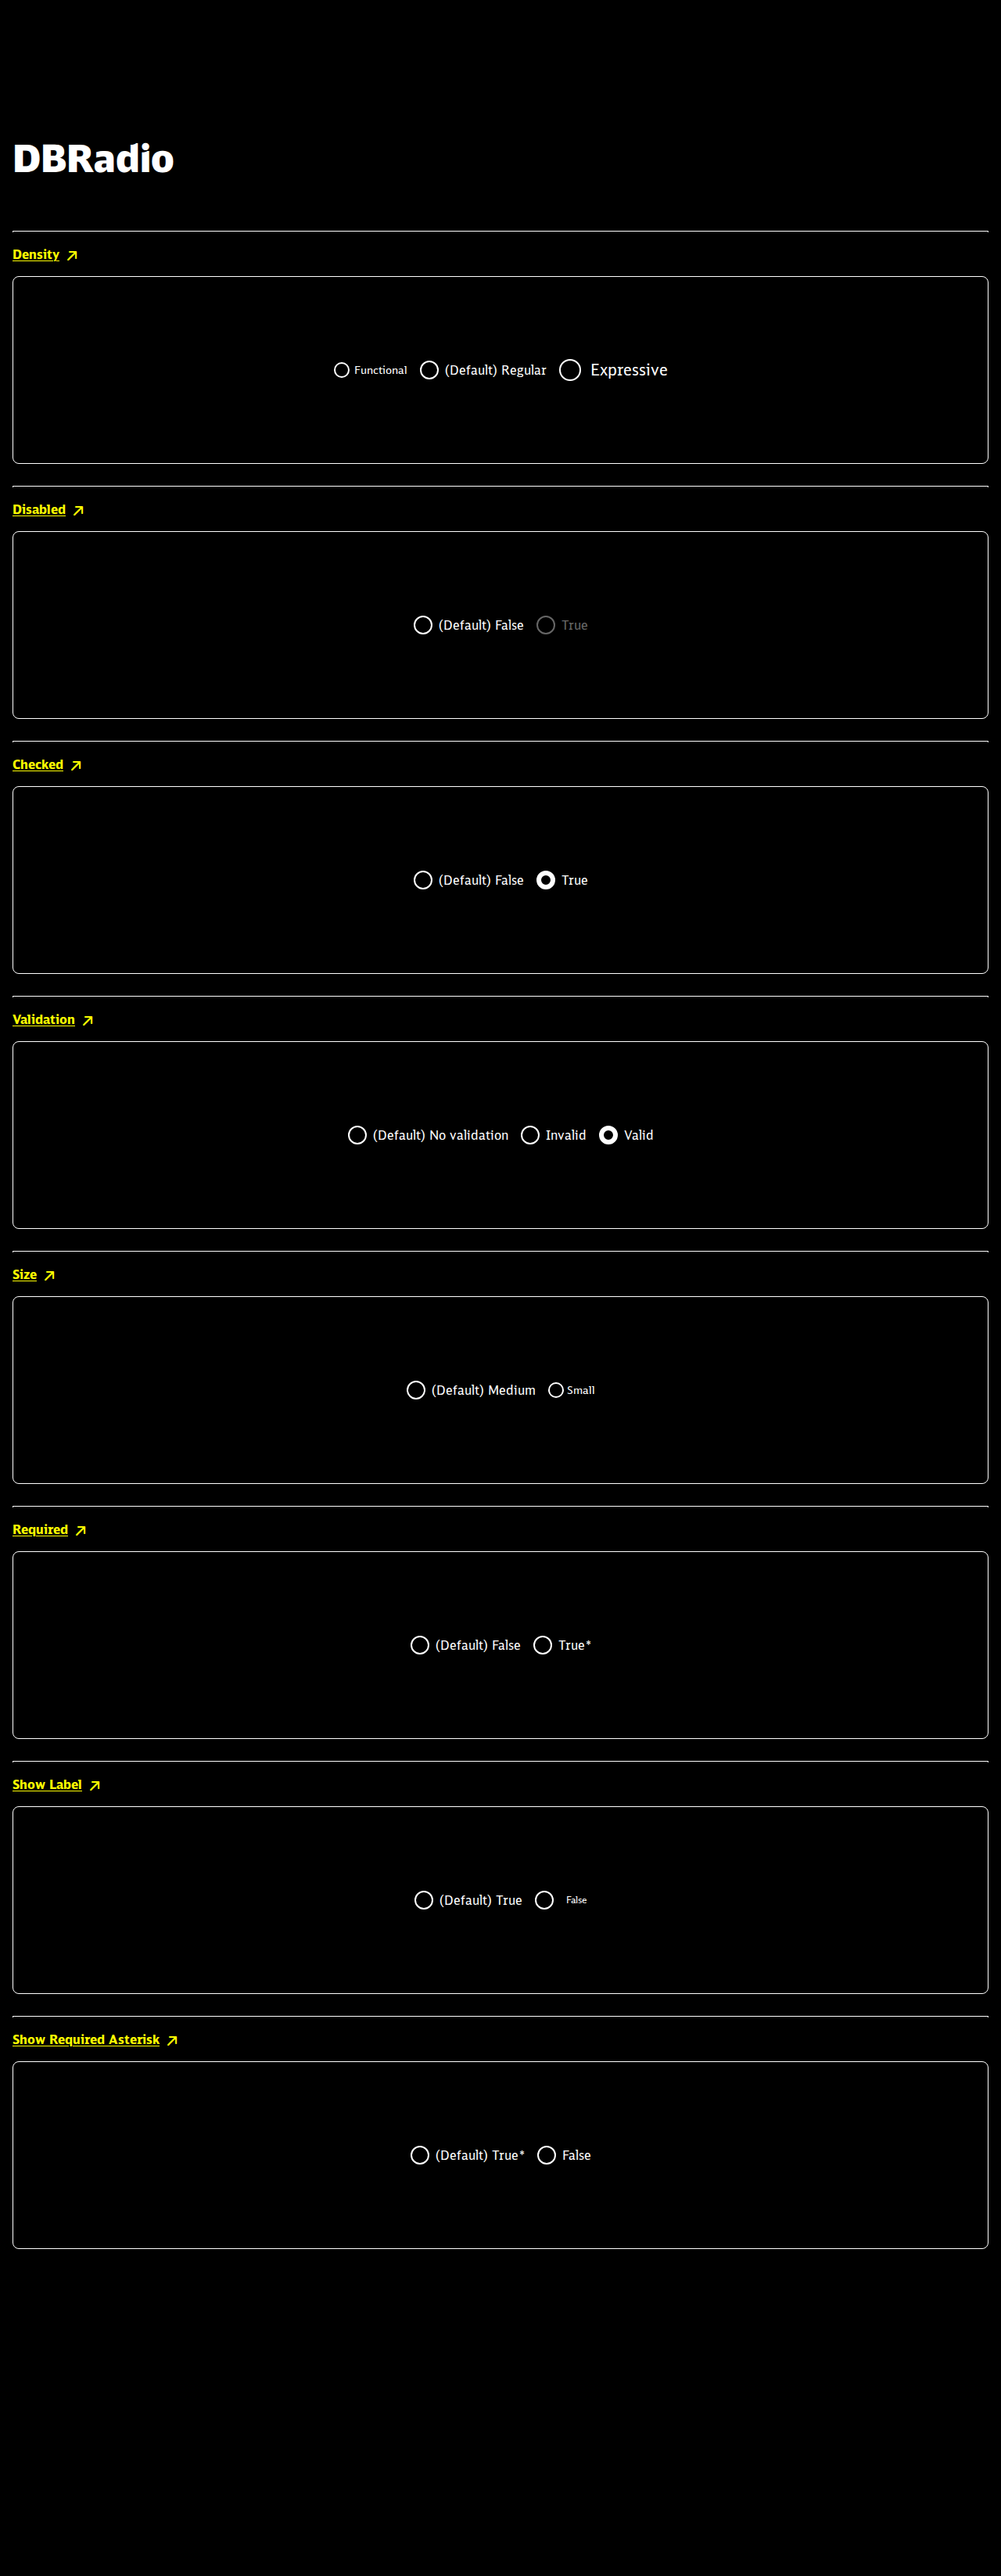 DBRadio
Density
Functional (Default) Regular Expressive
Disabled
(Default) False True
Checked
(Default) False True
Validation
(Default) No validation Invalid Valid
Size
(Default) Medium Small
Required
(Default) False True*
Show Label
(Default) True False
Show Required Asterisk
(Default) True* False